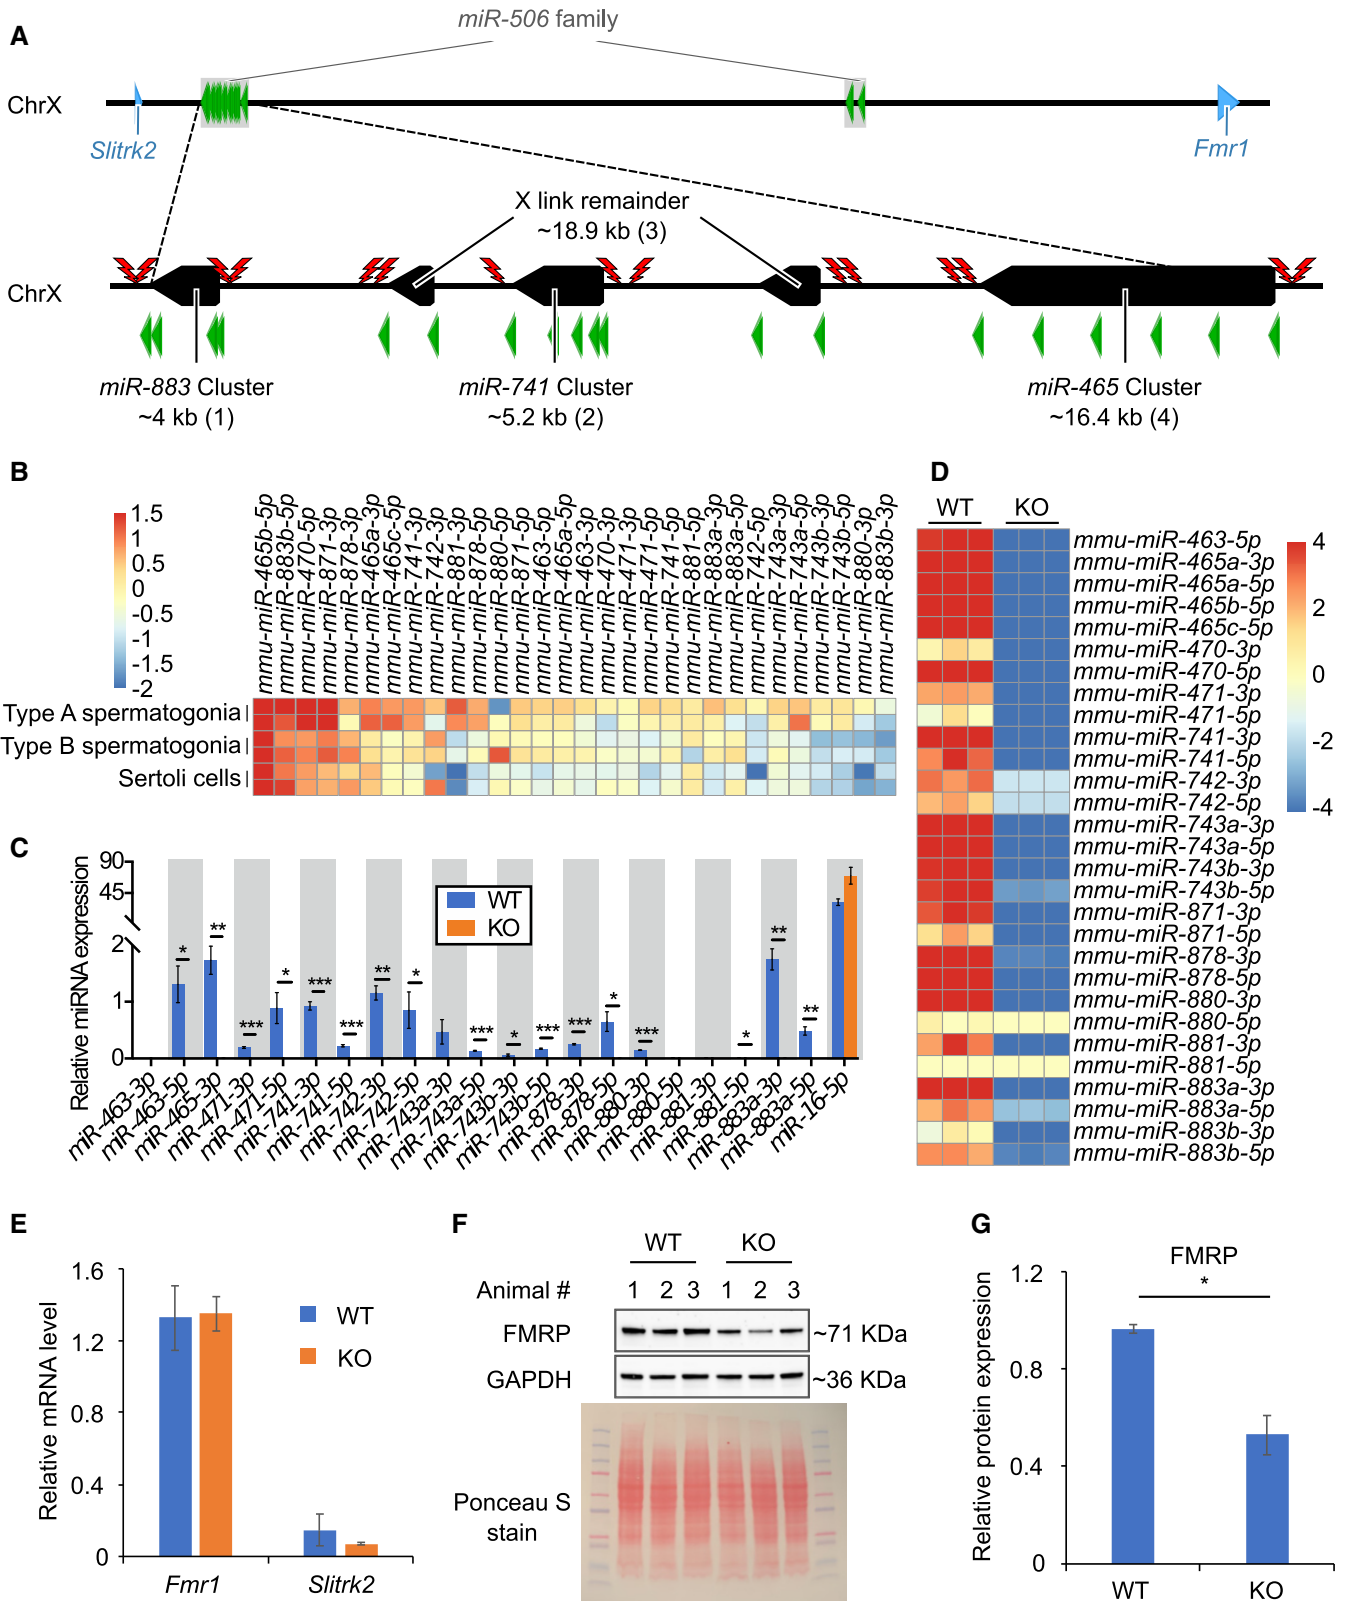 A
miR-506 family
ChrX
Slitrk2
Fmr1
X link remainder
~18.9 kb (3)
ChrX
miR-883 Cluster
~4 kb (1)
miR-741 Cluster
~5.2 kb (2)
miR-465 Cluster
~16.4 kb (4)
B
1.5
1
0.5
0
-0.5
-1
-1.5
-2
mmu-miR-465b-5p
mmu-miR-883b-5p
mmu-miR-470-5p
mmu-miR-871-3p
mmu-miR-878-3p
mmu-miR-465a-3p
mmu-miR-465c-5p
mmu-miR-741-3p
mmu-miR-742-3p
mmu-miR-881-3p
mmu-miR-878-5p
mmu-miR-880-5p
mmu-miR-871-5p
mmu-miR-463-5p
mmu-miR-465a-5p
mmu-miR-463-3p
mmu-miR-470-3p
mmu-miR-471-3p
mmu-miR-471-5p
mmu-miR-741-5p
mmu-miR-881-5p
mmu-miR-883a-3p
mmu-miR-883a-5p
mmu-miR-742-5p
mmu-miR-743a-3p
mmu-miR-743a-5p
mmu-miR-743b-3p
mmu-miR-743b-5p
mmu-miR-880-3p
mmu-miR-883b-3p
Type A spermatogonia
Type B spermatogonia
Sertoli cells
C
Relative miRNA expression
90
45
2
1
0
WT
KO
*
**
***
*
***
***
**
*
***
*
***
***
*
***
*
**
**
miR-463-3p
miR-463-5p
miR-465-3p
miR-471-3p
miR-471-5p
miR-741-3p
miR-741-5p
miR-742-3p
miR-742-5p
miR-743a-3p
miR-743a-5p
miR-743b-3p
miR-743b-5p
miR-878-3p
miR-878-5p
miR-880-3p
miR-880-5p
miR-881-3p
miR-881-5p
miR-883a-3p
miR-883a-5p
miR-16-5p
D
WT KO
mmu-miR-463-5p
mmu-miR-465a-3p
mmu-miR-465a-5p
mmu-miR-465b-5p
mmu-miR-465c-5p
mmu-miR-470-3p
mmu-miR-470-5p
mmu-miR-471-3p
mmu-miR-471-5p
mmu-miR-741-3p
mmu-miR-741-5p
mmu-miR-742-3p
mmu-miR-742-5p
mmu-miR-743a-3p
mmu-miR-743a-5p
mmu-miR-743b-3p
mmu-miR-743b-5p
mmu-miR-871-3p
mmu-miR-871-5p
mmu-miR-878-3p
mmu-miR-878-5p
mmu-miR-880-3p
mmu-miR-880-5p
mmu-miR-881-3p
mmu-miR-881-5p
mmu-miR-883a-3p
mmu-miR-883a-5p
mmu-miR-883b-3p
mmu-miR-883b-5p
4
2
0
-2
-4
E
Relative mRNA level
1.6
1.2
0.8
0.4
0
WT
KO
Fmr1
Slitrk2
F
WT KO
Animal # 1 2 3 1 2 3
FMRP ~71 KDa
GAPDH ~36 KDa
Ponceau S
stain
G
Relative protein expression
FMRP
*
1.2
0.8
0.4
0
WT
KO